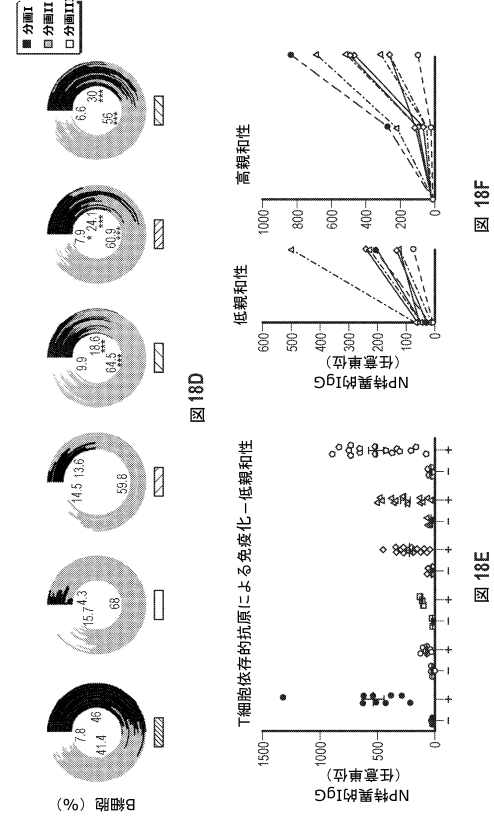 ■ 分画I
■ 分画II
□ 分画III
B細胞 (%)
7.8
46
41.4
15.7
4.3
68
14.5
13.6
59.8
9.9
18.6
***
64.5
***
7.9
*
24.1
***
60.9
***
6.6
30
***
56
***
図18D
T細胞依存的抗原による免疫化－低親和性
NP特異的IgG
(任意単位)
1500
1000
500
0
− + − + − + − + − + − +
図18E
低親和性
NP特異的IgG
(任意単位)
600
500
400
300
200
100
0
高親和性
1000
800
600
400
200
0
図18F